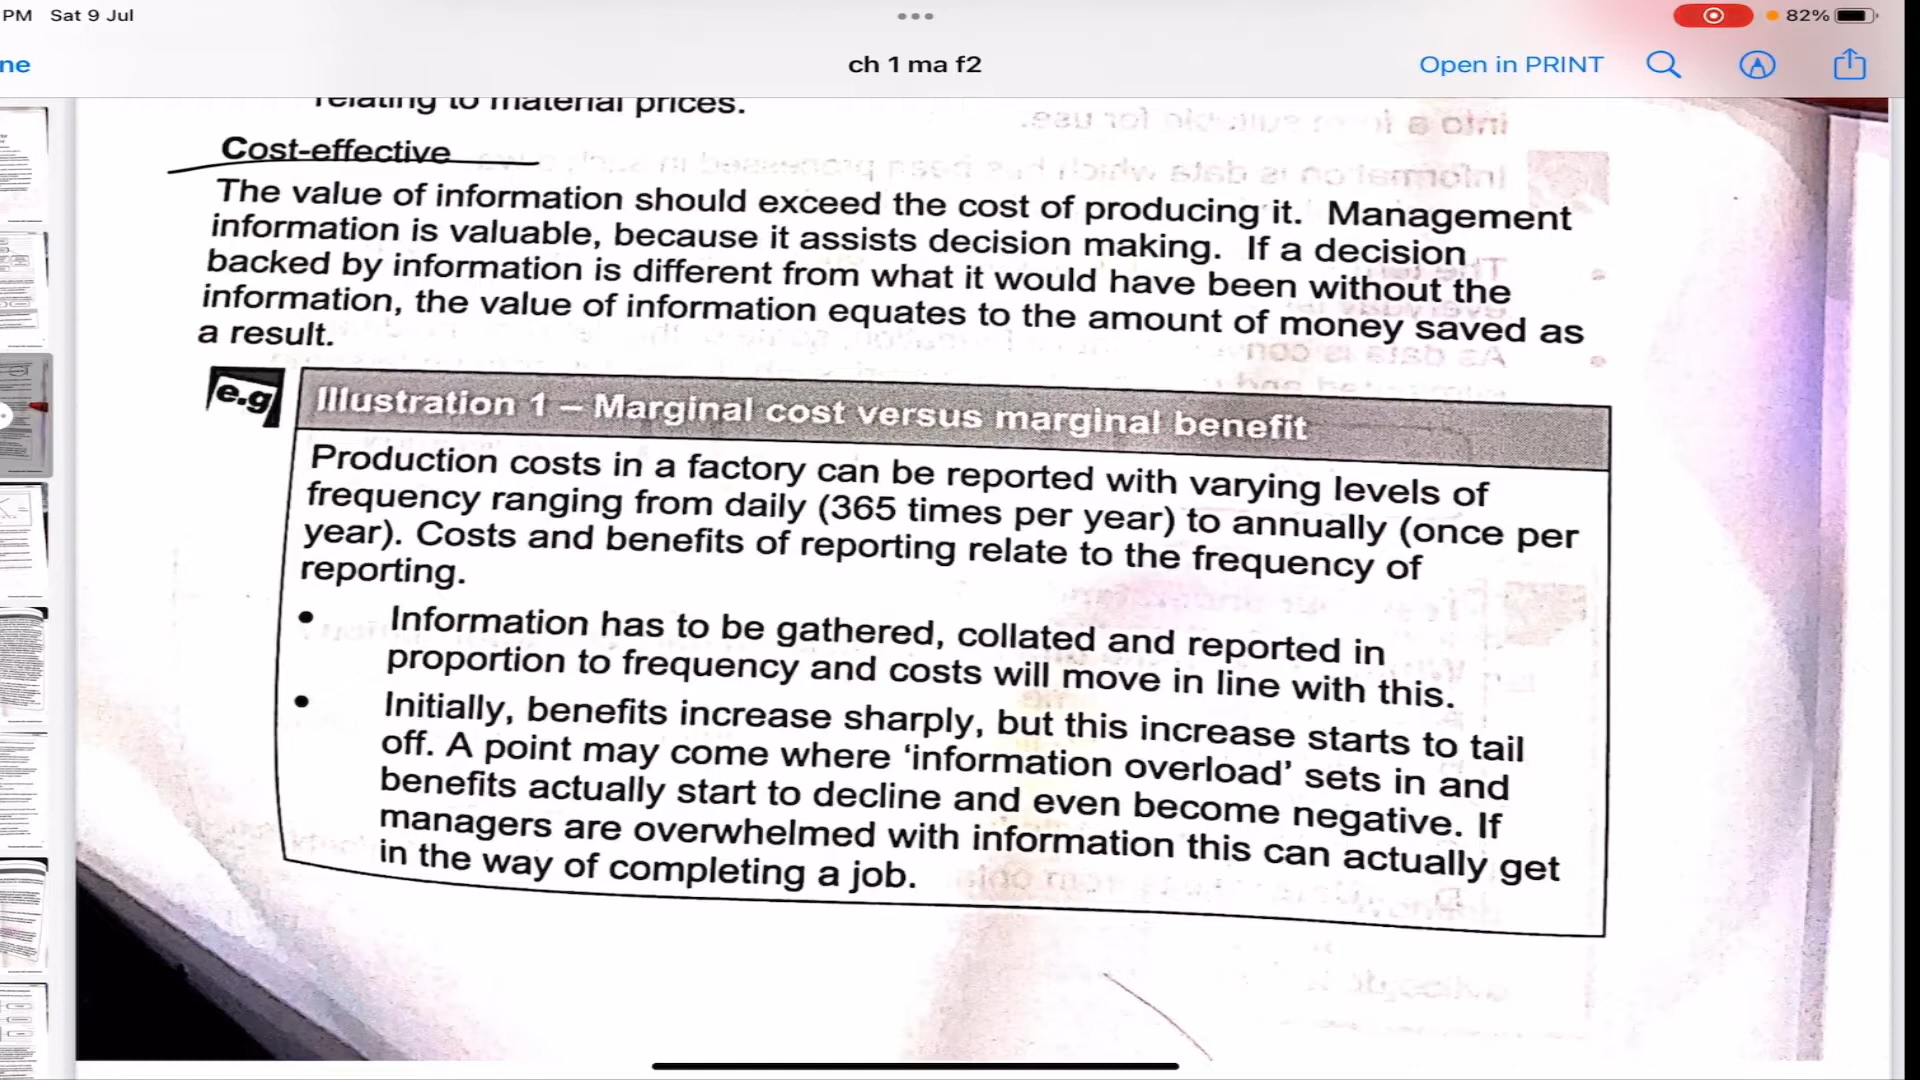 PM Sat 9 Jul
82%
ne
ch 1 ma f2
Open in PRINT
relating to material prices.
Cost-effective
The value of information should exceed the cost of producing it. Management
information is valuable, because it assists decision making. If a decision
backed by information is different from what it would have been without the
information, the value of information equates to the amount of money saved as
a result.
e.g
Illustration 1 – Marginal cost versus marginal benefit
Production costs in a factory can be reported with varying levels of
frequency ranging from daily (365 times per year) to annually (once per
year). Costs and benefits of reporting relate to the frequency of
reporting.
• Information has to be gathered, collated and reported in
proportion to frequency and costs will move in line with this.
• Initially, benefits increase sharply, but this increase starts to tail
off. A point may come where ‘information overload’ sets in and
benefits actually start to decline and even become negative. If
managers are overwhelmed with information this can actually get
in the way of completing a job.